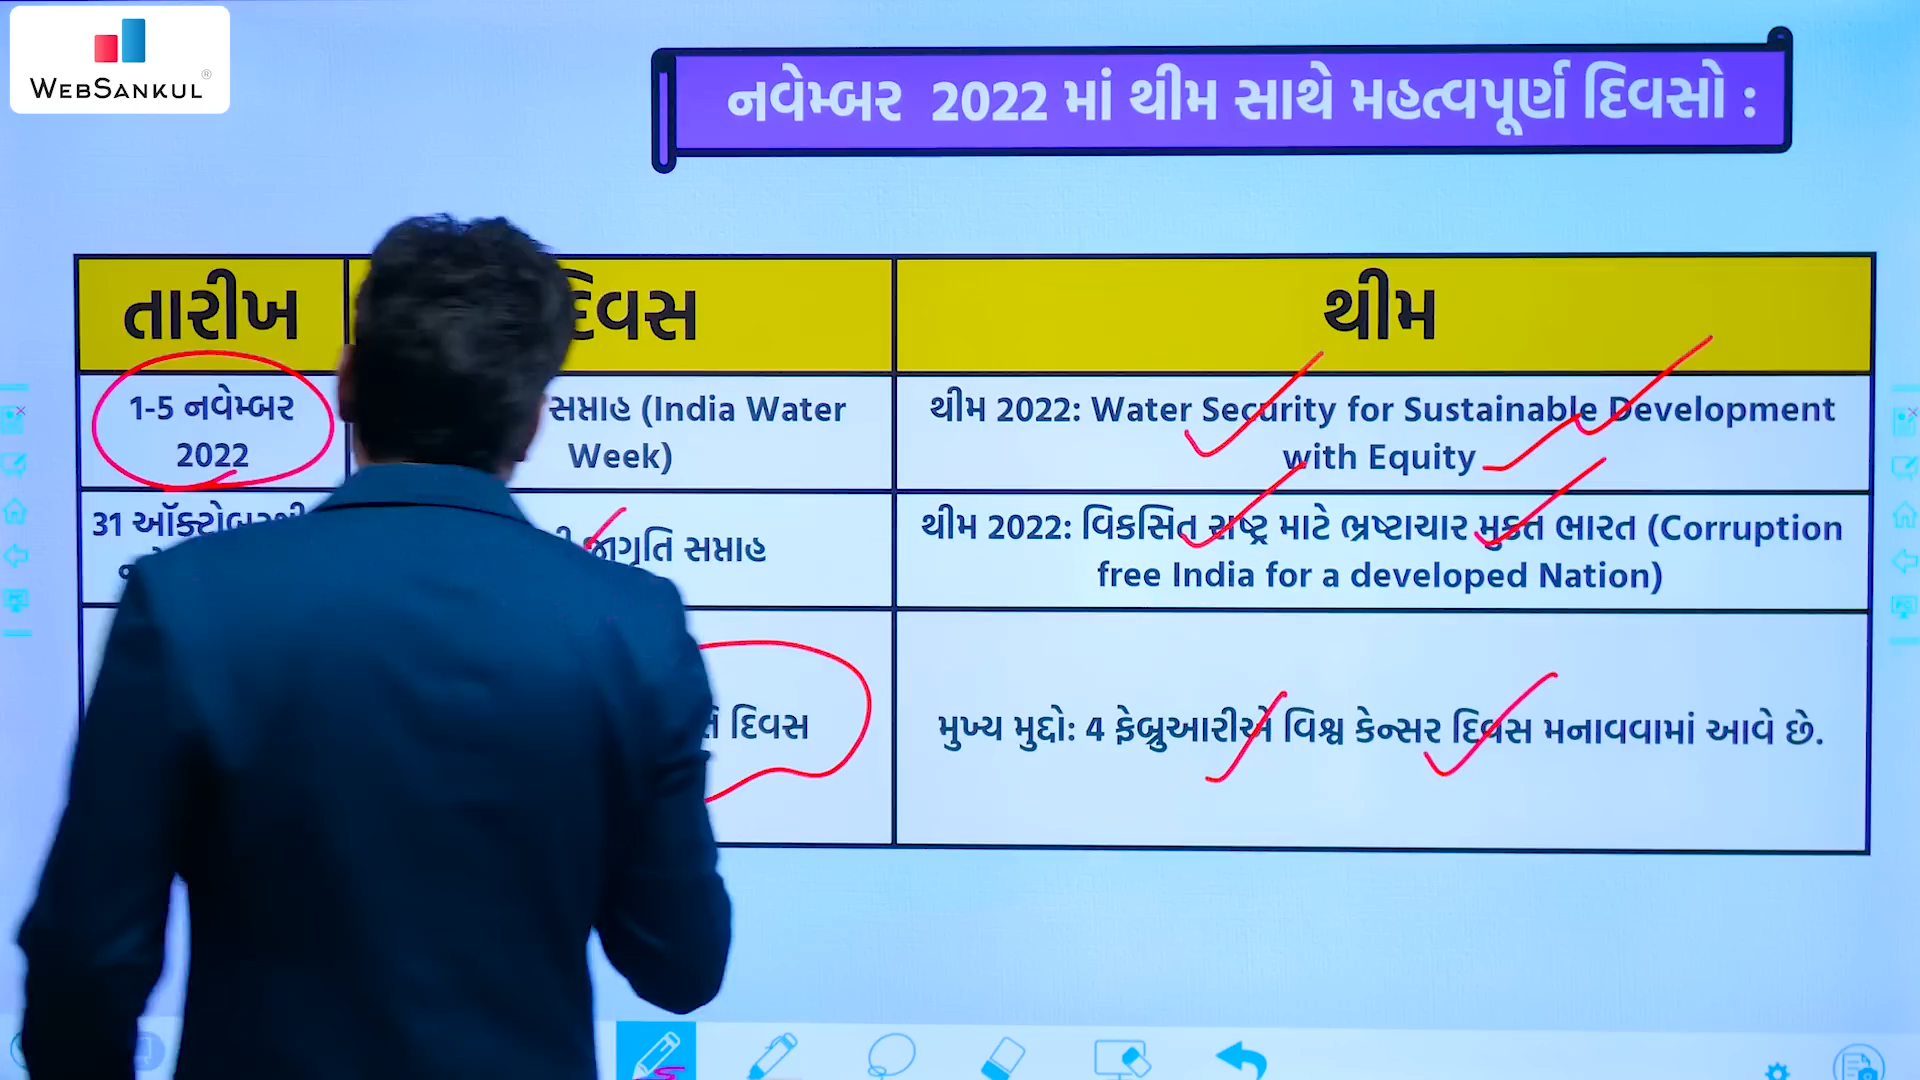 WEBSANKUL®
નવેમ્બર 2022 માં થીમ સાથે મહત્વપૂર્ણ દિવસો :
તારીખ
દિવસ
થીમ
1-5 નવેમ્બર
2022
સપ્તાહ (India Water
Week)
થીમ 2022: Water Security for Sustainable Development
with Equity
31 ઑક્ટોબરથી
જાગૃતિ સપ્તાહ
થીમ 2022: વિકસિત રાષ્ટ્ર માટે ભ્રષ્ટાચાર મુક્ત ભારત (Corruption
free India for a developed Nation)
દિવસ
મુખ્ય મુદ્દો: 4 ફેબ્રુઆરીએ વિશ્વ કેન્સર દિવસ મનાવવામાં આવે છે.